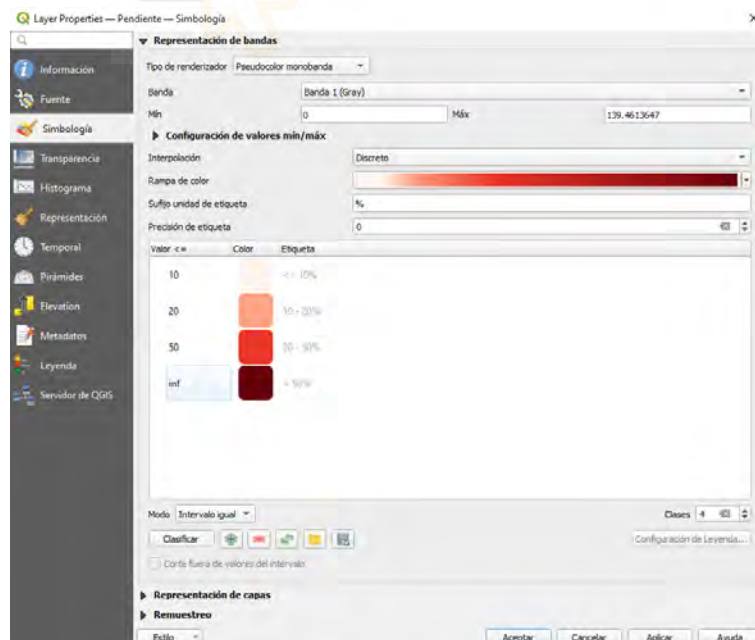 Layer Properties — Pendiente — Simbología
Información
Fuente
Simbología
Transparencia
Histograma
Representación
Temporal
Pirámides
Elevation
Metadatos
Leyenda
Servidor de QGIS
Representación de bandas
Tipo de renderizador Pseudocolor monobanda
Banda Banda 1 (Gray)
Mín 0 Máx 139.4613647
Configuración de valores mín/máx
Interpolación Discreto
Rampa de color
Sufijo unidad de etiqueta %
Precisión de etiqueta 0
Valor <= Color Etiqueta
10 <= 10%
20 10 - 20%
50 20 - 50%
inf > 50%
Modo Intervalo igual Clases 4
Clasificar Configuración de Leyenda...
Corte fuera de valores del intervalo
Representación de capas
Remuestreo
Estilo Aceptar Cancelar Aplicar Ayuda